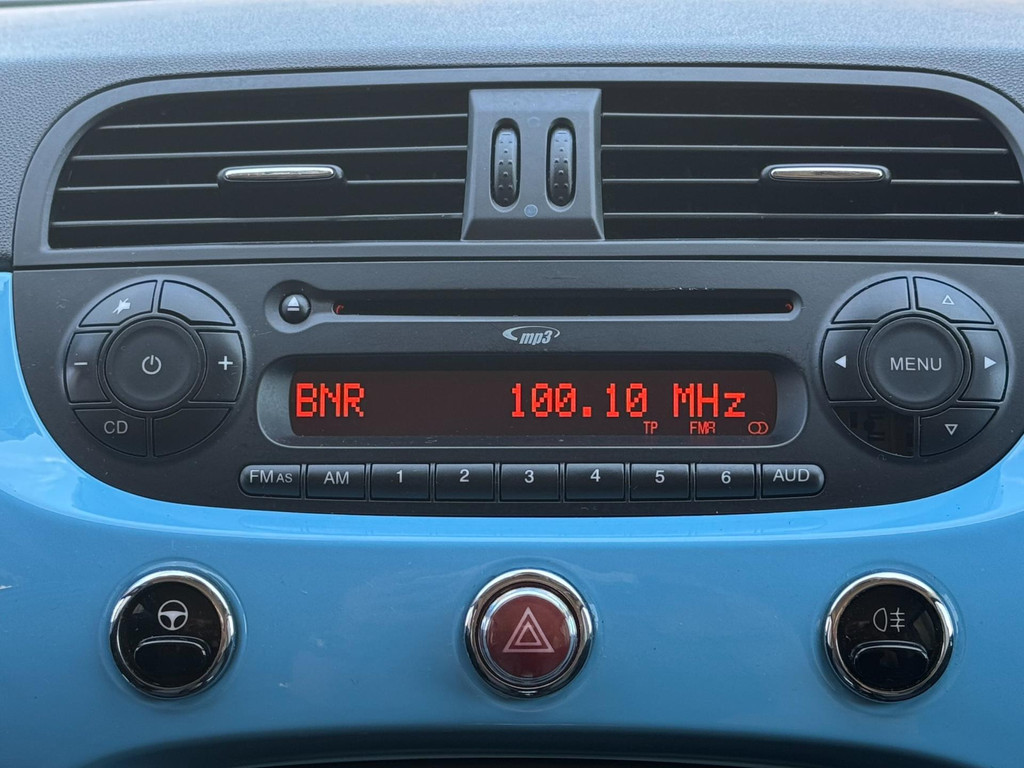 mp3
BNR 100.10 MHz
TP FMR
MENU
CD
FM AS AM 1 2 3 4 5 6 AUD